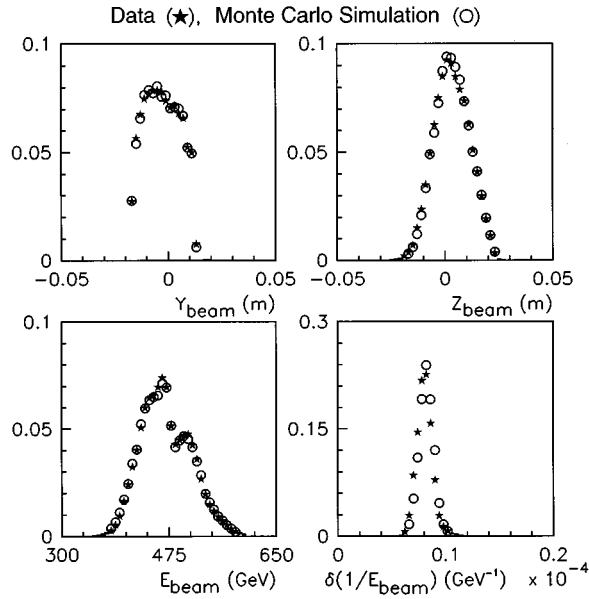 Data (★), Monte Carlo Simulation (○)
0.1 0.1
0.05 0.05
0 0
−0.05 0 0.05 −0.05 0 0.05
Y_beam (m) Z_beam (m)
0.1 0.3
0.05 0.15
0 0
300 475 650 0 0.1 0.2
E_beam (GeV) δ(1/E_beam) (GeV⁻¹) × 10⁻⁴